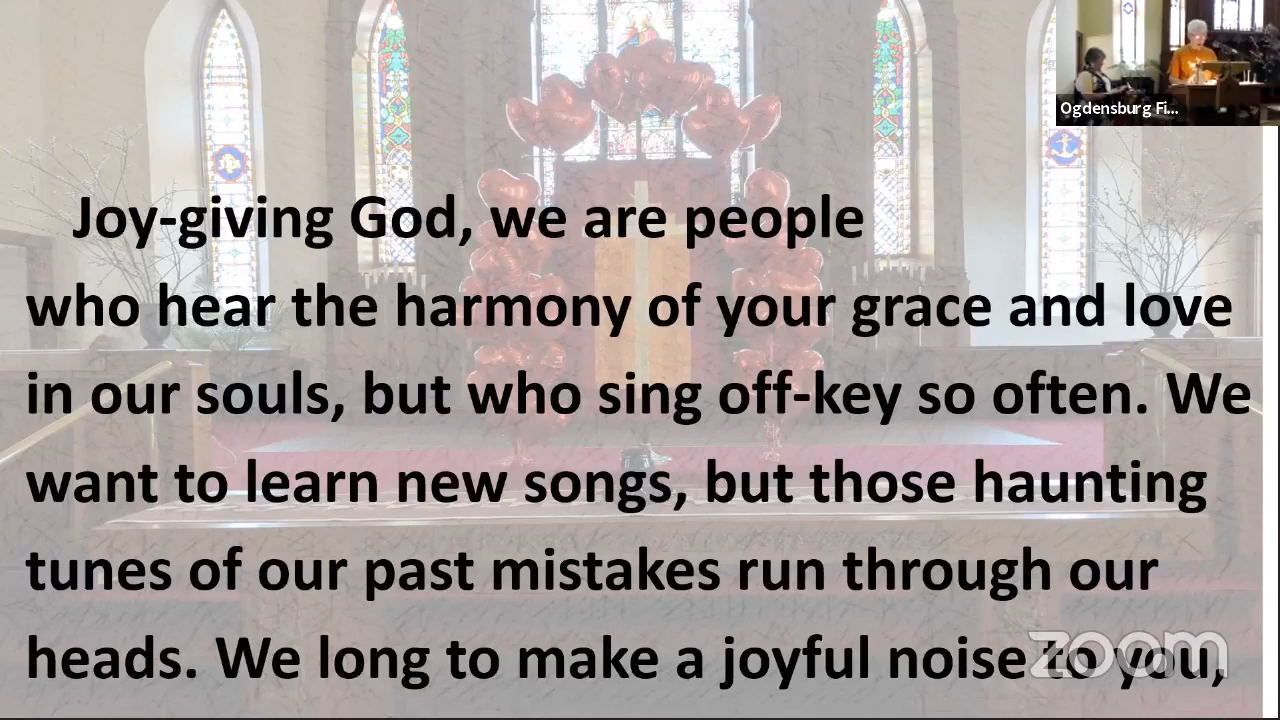 Ogdensburg Fi...
Joy-giving God, we are people
who hear the harmony of your grace and love
in our souls, but who sing off-key so often. We
want to learn new songs, but those haunting
tunes of our past mistakes run through our
heads. We long to make a joyful noise to you,
zoom